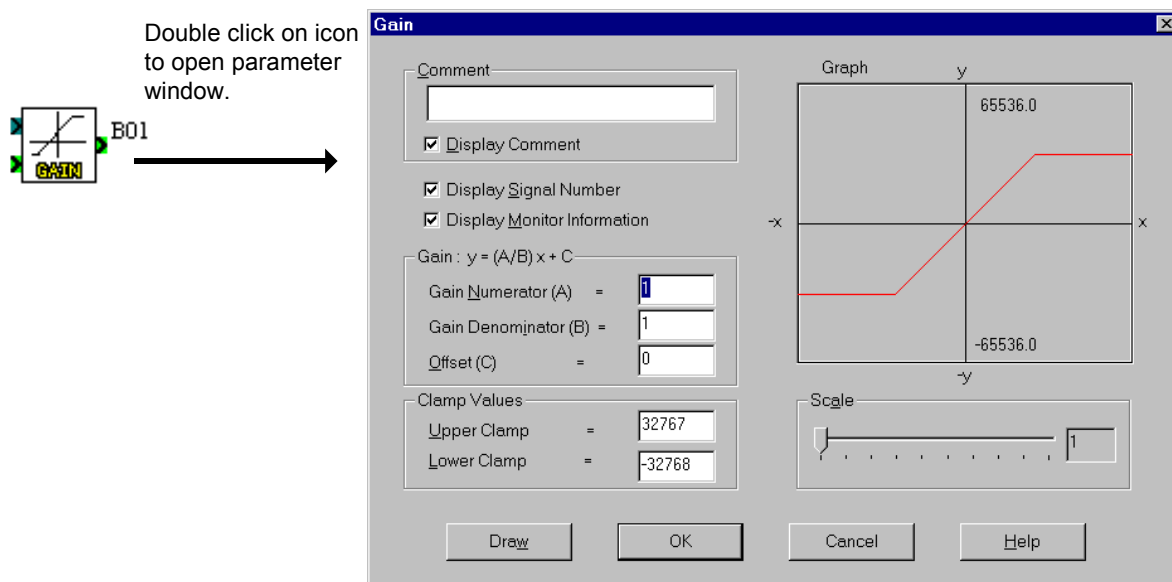 Double click on icon
to open parameter
window.
B01
GAIN
Gain
Comment
Display Comment
Display Signal Number
Display Monitor Information
Gain : y = (A/B) x + C
Gain Numerator (A) = 1
Gain Denominator (B) = 1
Offset (C) = 0
Clamp Values
Upper Clamp = 32767
Lower Clamp = -32768
Graph
y
65536.0
-x
x
-65536.0
-y
Scale
1
Draw
OK
Cancel
Help